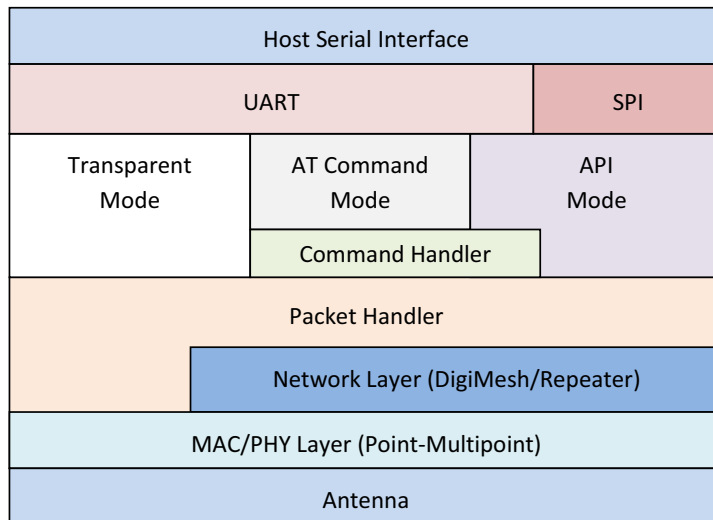 Host Serial Interface
UART
SPI
Transparent
Mode
AT Command
Mode
API
Mode
Command Handler
Packet Handler
Network Layer (DigiMesh/Repeater)
MAC/PHY Layer (Point-Multipoint)
Antenna